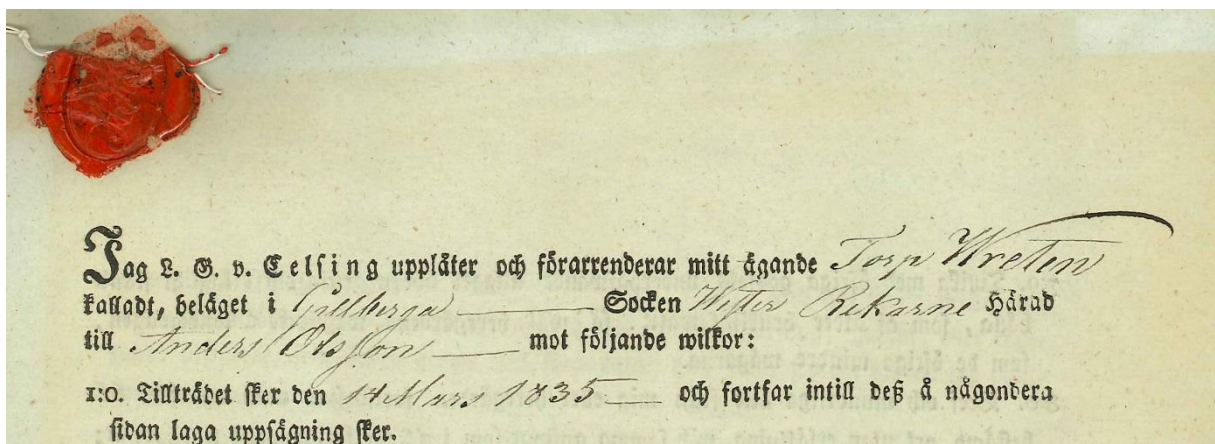 Jag L. G. v. Celsing upplåter och förarrenderar mitt ägande Torp Wreten
kalladt, beläget i Gillberga Socken Wester Rekarne Härad
till Anders Olsson mot följande wilkor:
1:O. Tillträdet sker den 14 Mars 1835 och fortfar intill deß å någondera
sidan laga uppsägning sker.